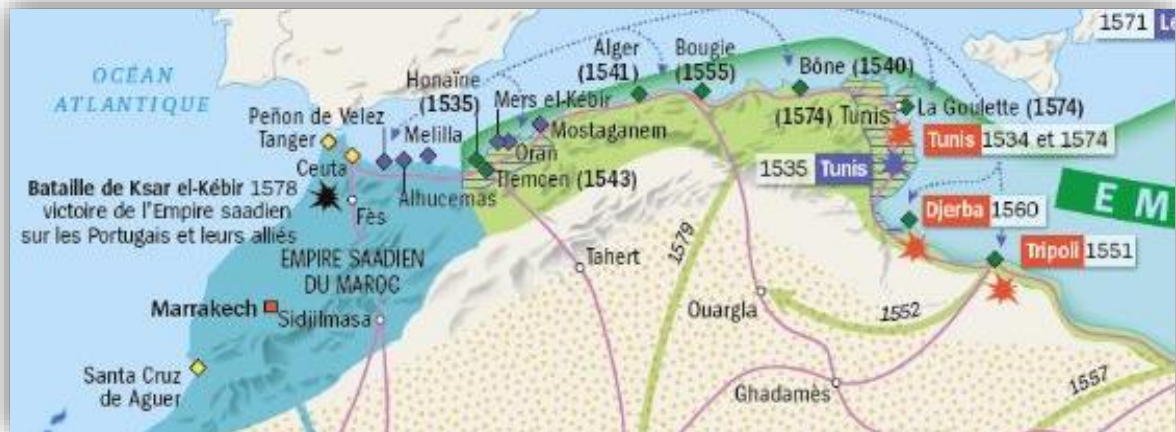 1571 Le
OCÉAN
ATLANTIQUE
Alger
(1541)
Bougie
(1555)
Bône (1540)
Honaïne
(1535)
Mers el-Kébir
La Goulette (1574)
(1574) Tunis
Peñon de Velez
Tanger
Melilla
Mostaganem
Oran
Tunis 1534 et 1574
Ceuta
1535 Tunis
Tlemcen (1543)
Bataille de Ksar el-Kébir 1578
victoire de l'Empire saadien
sur les Portugais et leurs alliés
Alhucemas
Fès
Djerba 1560
E M
1579
Tahert
Tripoli 1551
EMPIRE SAADIEN
DU MAROC
Marrakech
Sidjilmasa
Ouargla
1552
Santa Cruz
de Aguer
Ghadamès
1557